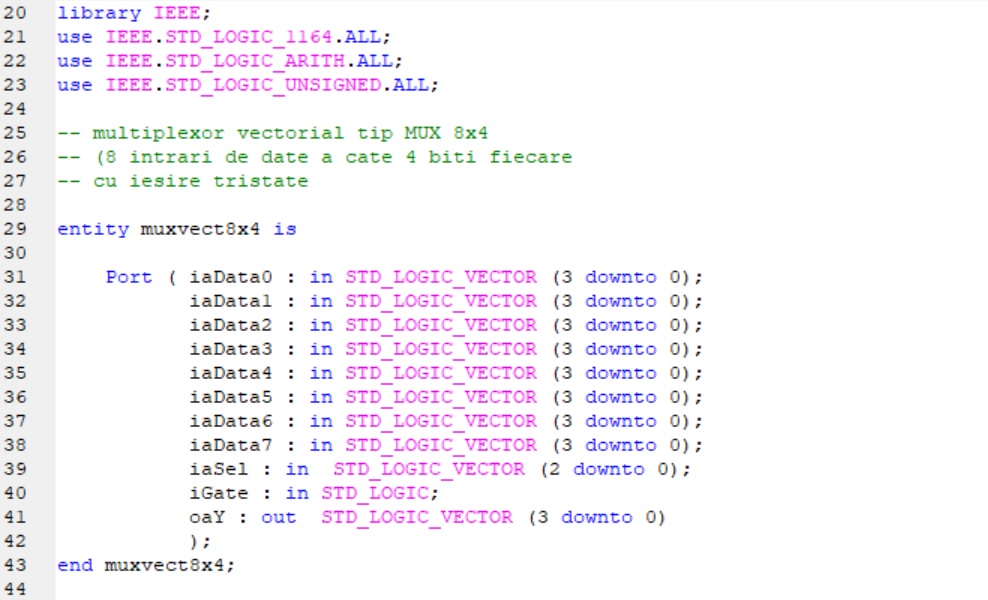 20 library IEEE;
21 use IEEE.STD_LOGIC_1164.ALL;
22 use IEEE.STD_LOGIC_ARITH.ALL;
23 use IEEE.STD_LOGIC_UNSIGNED.ALL;
24
25 -- multiplexor vectorial tip MUX 8x4
26 -- (8 intrari de date a cate 4 biti fiecare
27 -- cu iesire tristate
28
29 entity muxvect8x4 is
30
31     Port ( iaData0 : in STD_LOGIC_VECTOR (3 downto 0);
32            iaData1 : in STD_LOGIC_VECTOR (3 downto 0);
33            iaData2 : in STD_LOGIC_VECTOR (3 downto 0);
34            iaData3 : in STD_LOGIC_VECTOR (3 downto 0);
35            iaData4 : in STD_LOGIC_VECTOR (3 downto 0);
36            iaData5 : in STD_LOGIC_VECTOR (3 downto 0);
37            iaData6 : in STD_LOGIC_VECTOR (3 downto 0);
38            iaData7 : in STD_LOGIC_VECTOR (3 downto 0);
39            iaSel : in  STD_LOGIC_VECTOR (2 downto 0);
40            iGate : in STD_LOGIC;
41            oaY : out  STD_LOGIC_VECTOR (3 downto 0)
42            );
43 end muxvect8x4;
44